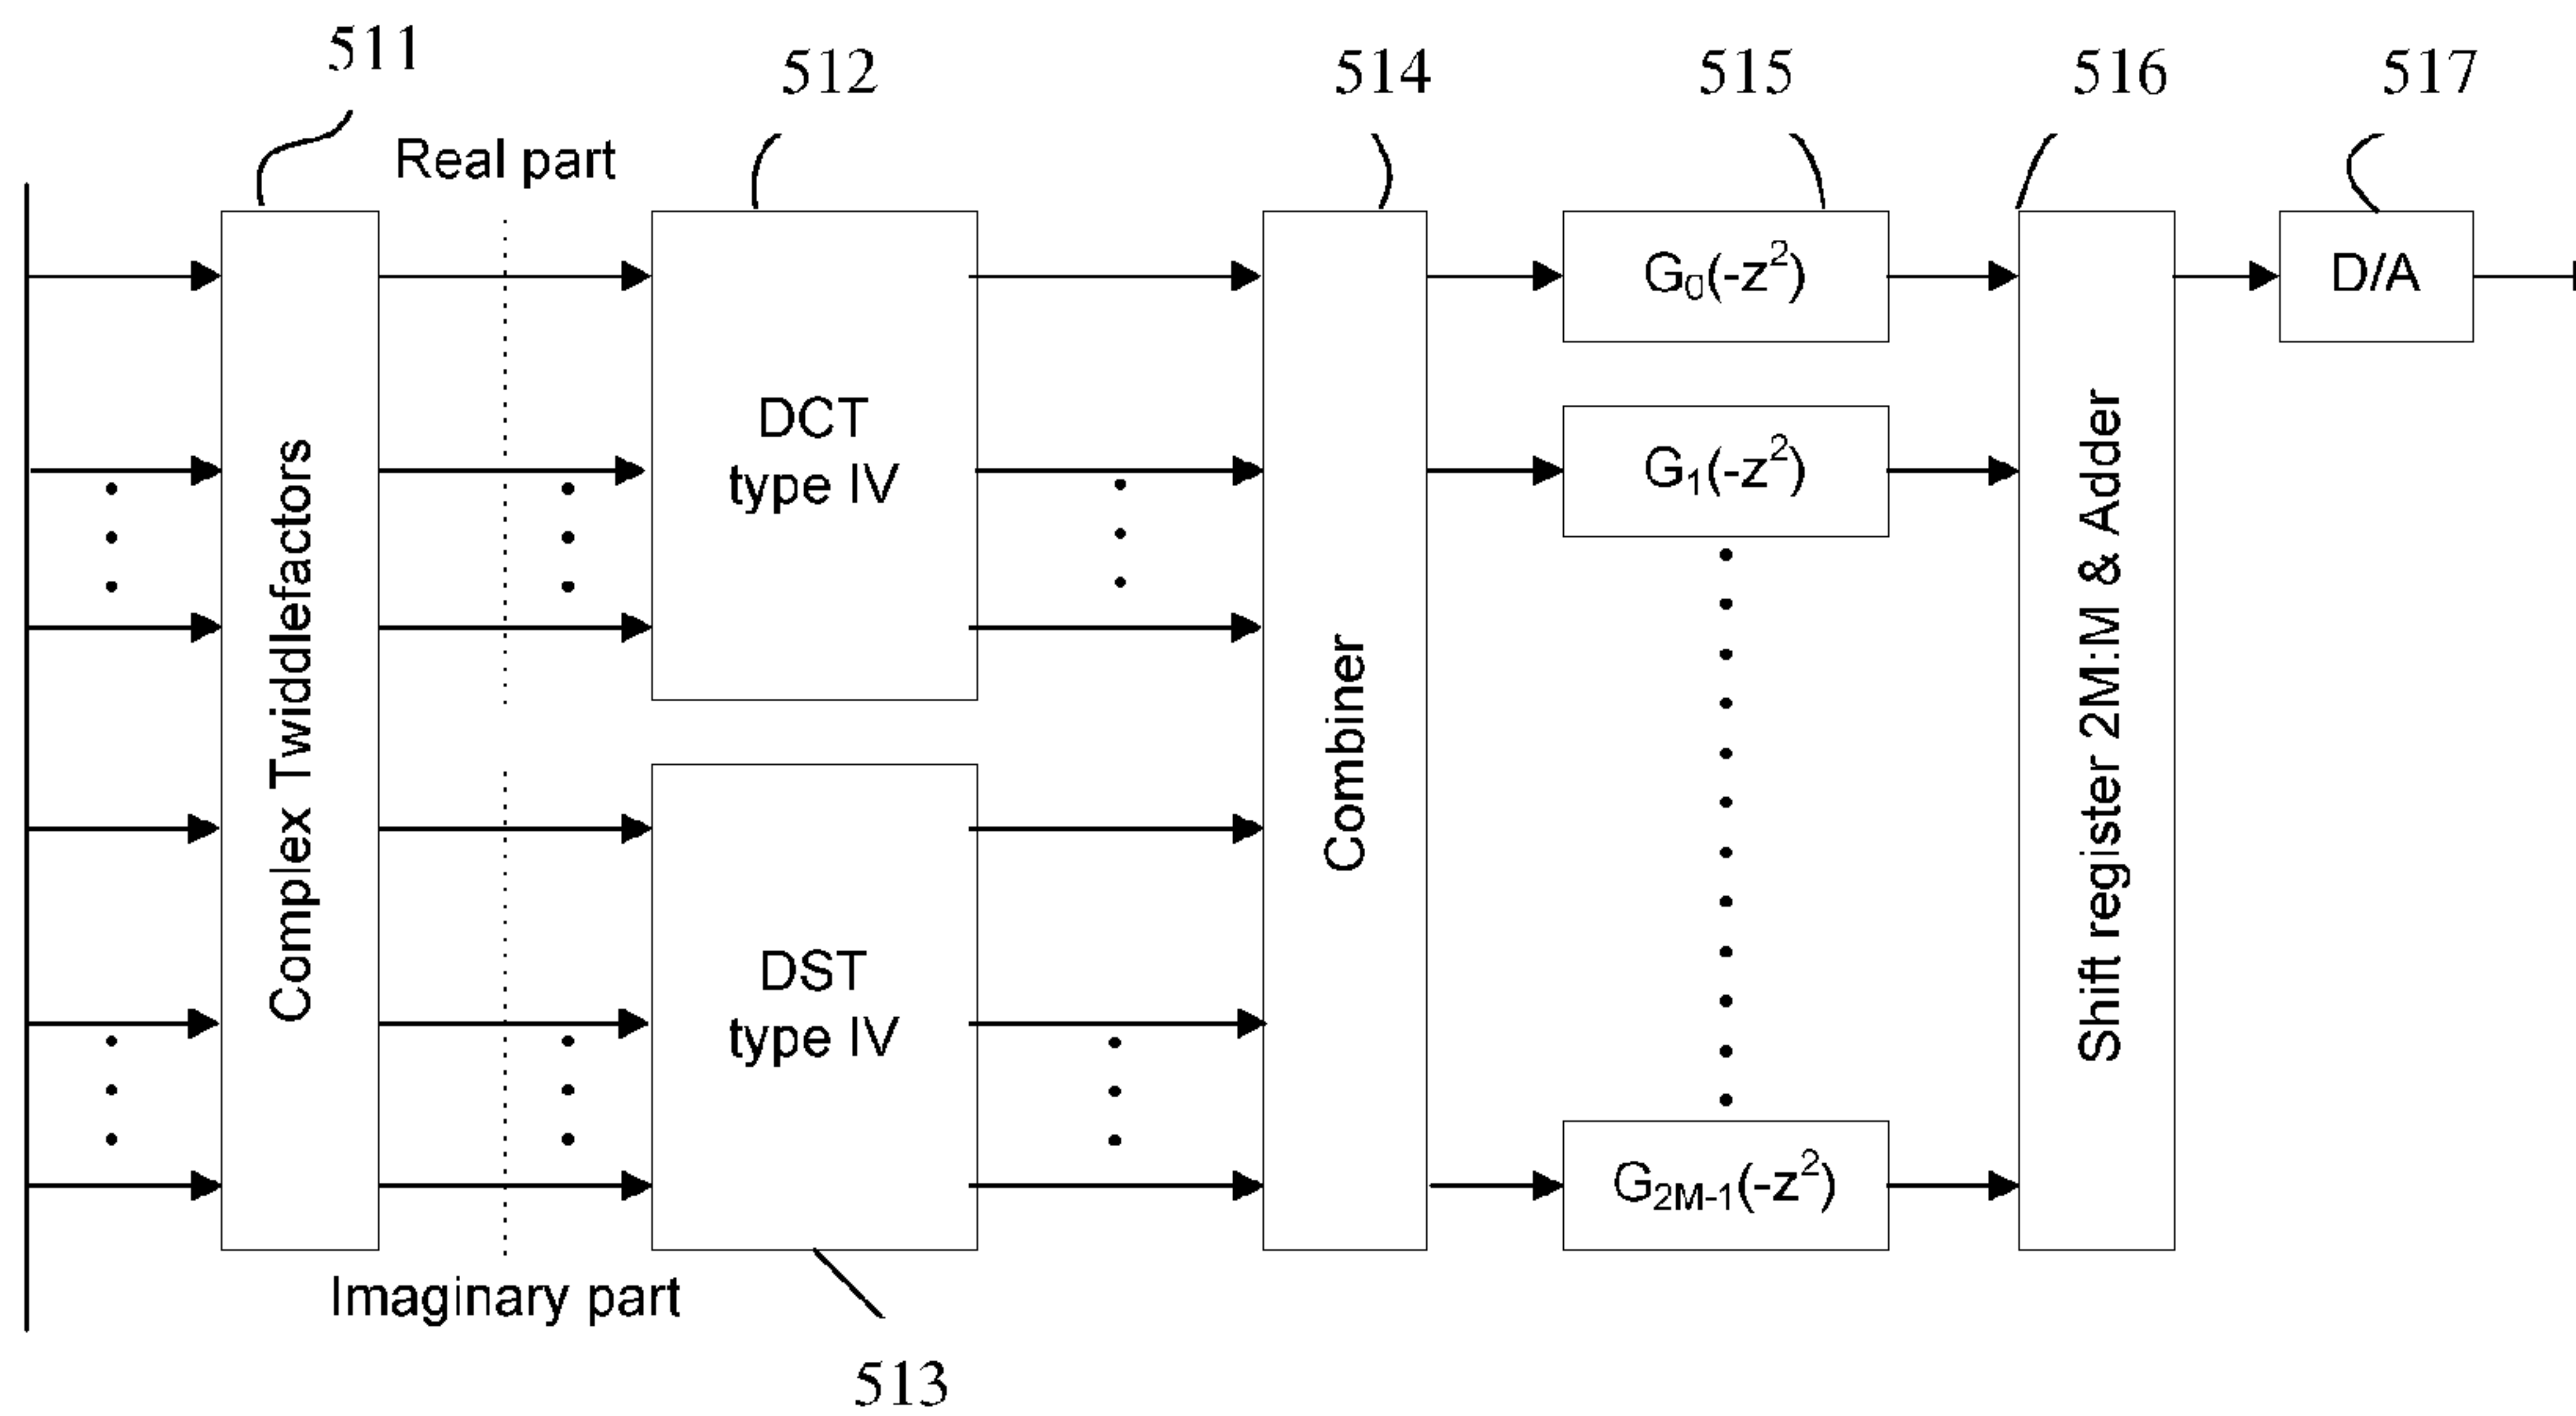 511
512
514
515
516
517
Real part
Complex Twiddlefactors
DCT
type IV
DST
type IV
Combiner
G₀(-z²)
G₁(-z²)
G₂M-₁(-z²)
Shift register 2M:M & Adder
D/A
Imaginary part
513